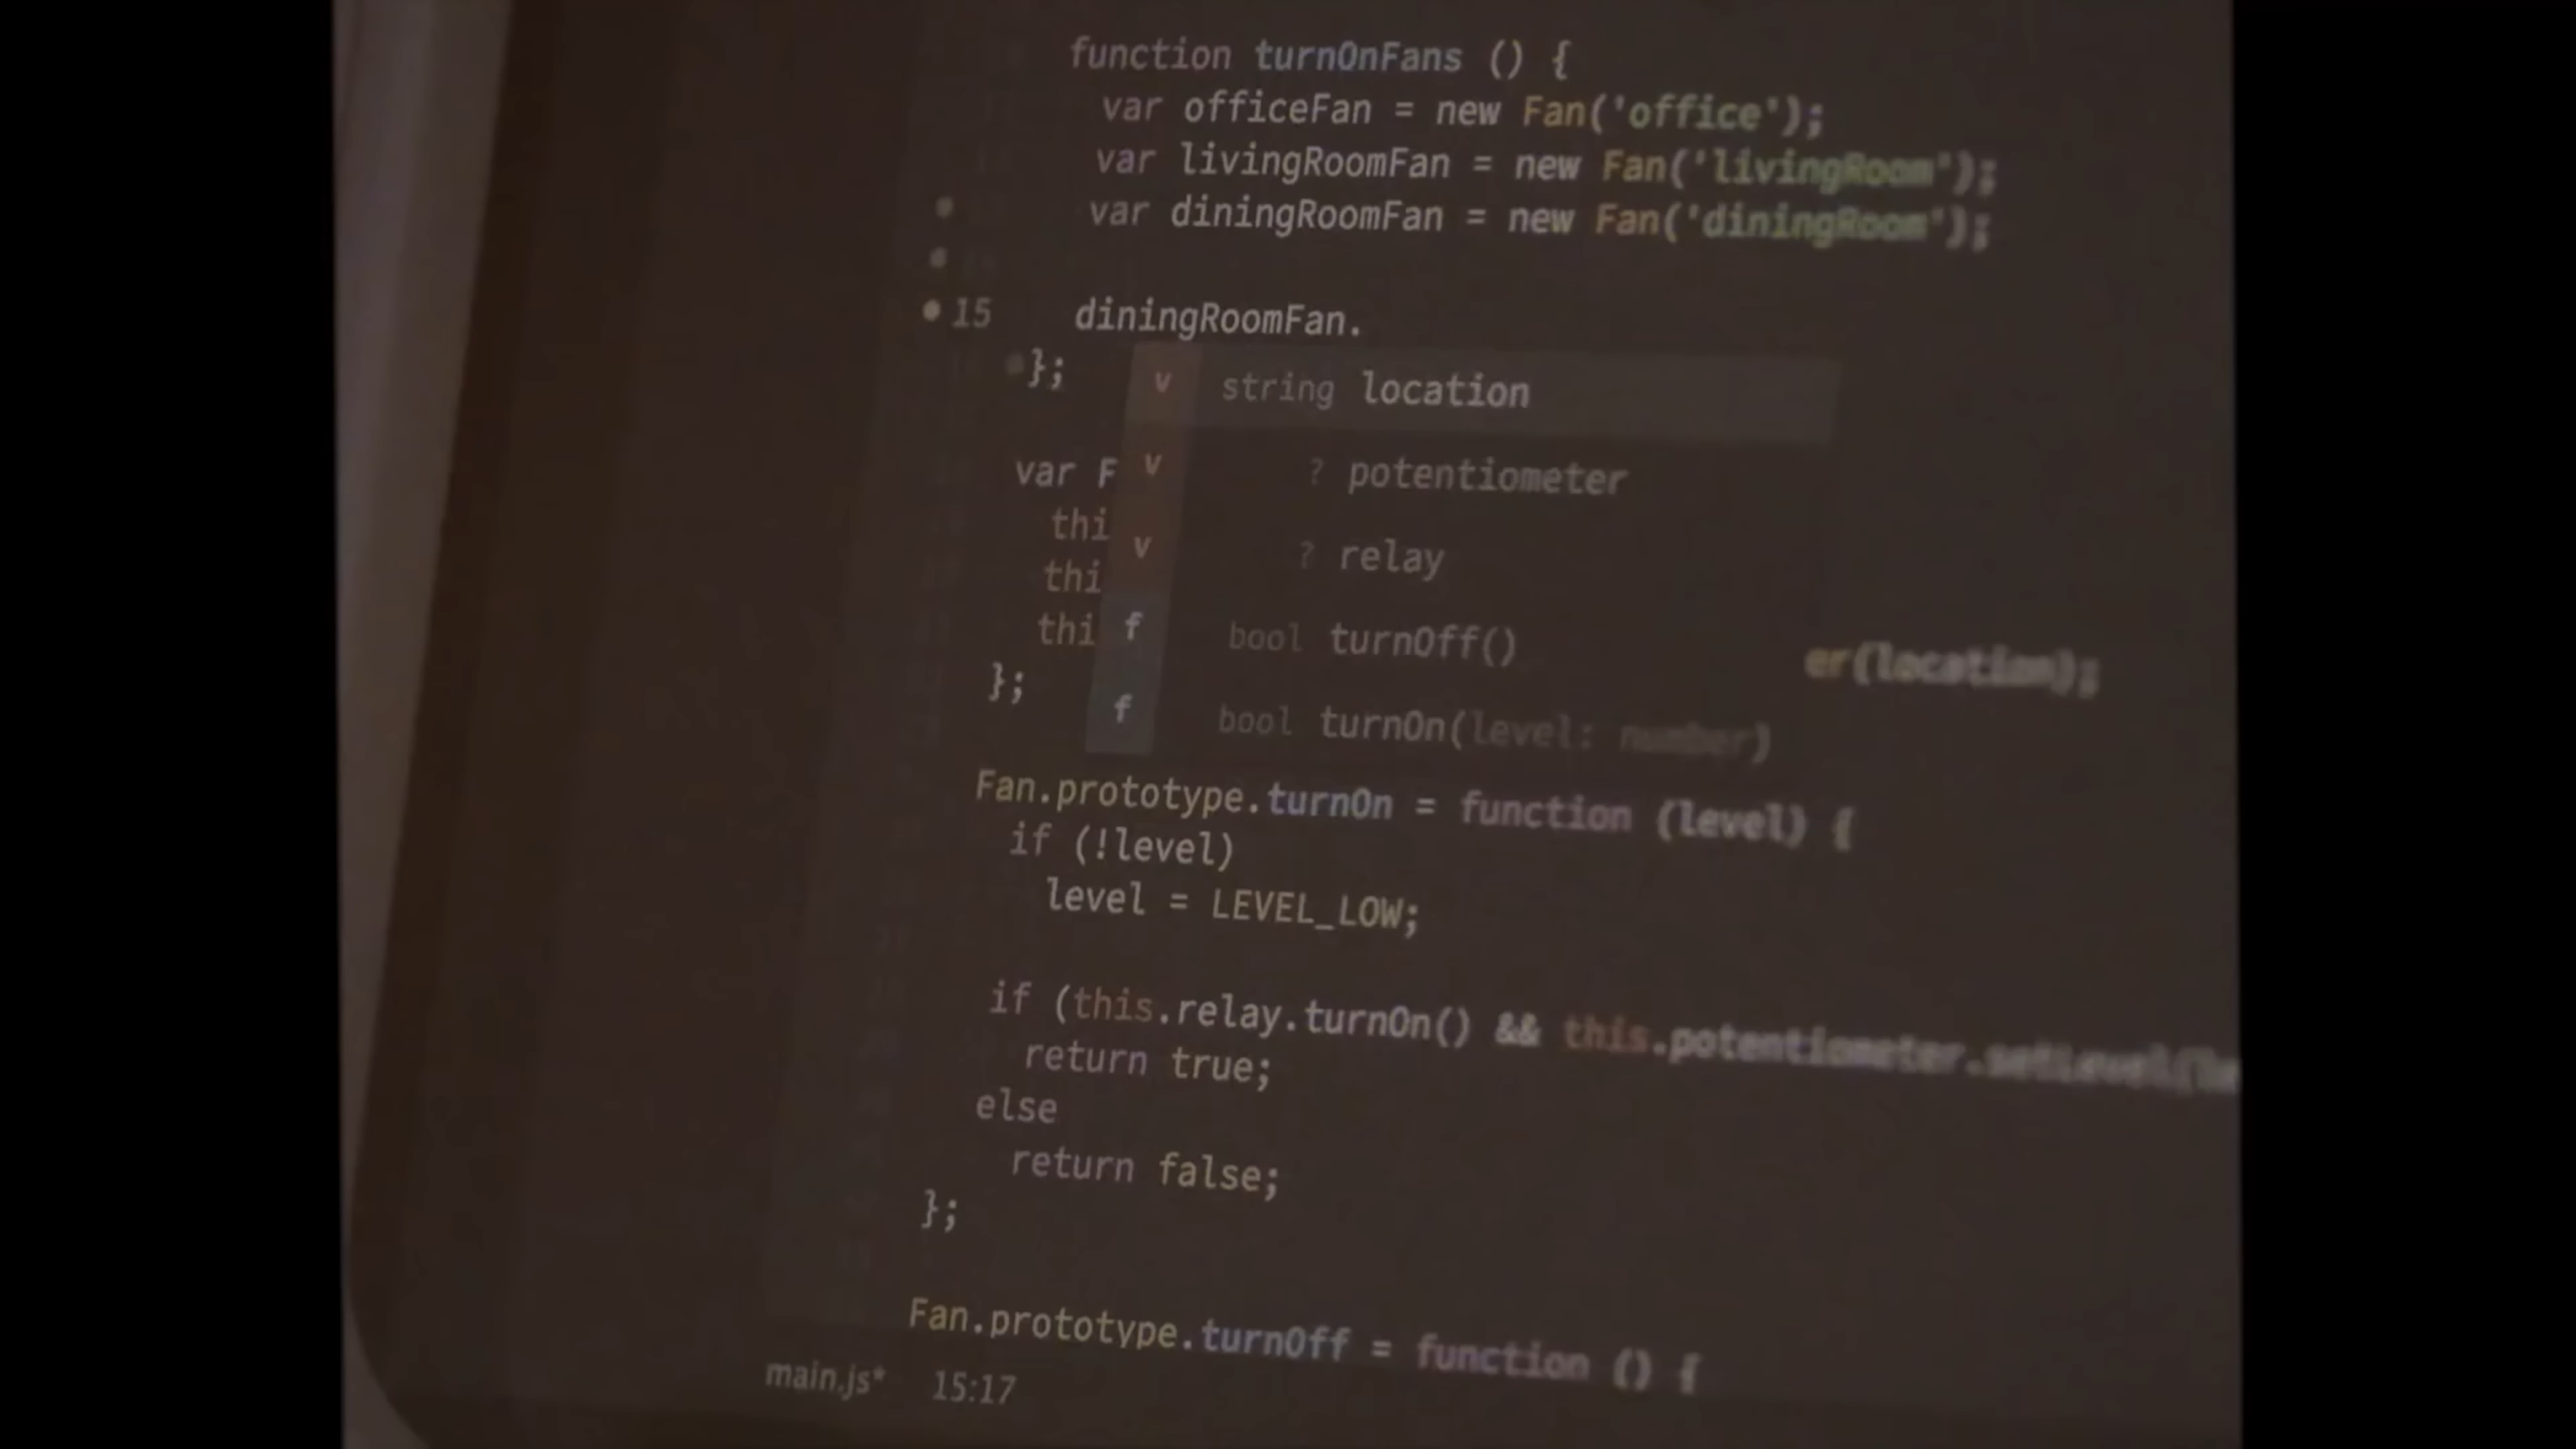 function turnOnFans () {
var officeFan = new Fan('office');
var livingRoomFan = new Fan('livingRoom');
var diningRoomFan = new Fan('diningRoom');
15 diningRoomFan.
};
v string location
var F v ? potentiometer
thi
v ? relay
thi
thi f bool turnOff() er(location);
};
f bool turnOn(level: number)
Fan.prototype.turnOn = function (level) {
if (!level)
level = LEVEL_LOW;
if (this.relay.turnOn() && this.potentiometer.setLevel(le
return true;
else
return false;
};
Fan.prototype.turnOff = function () {
main.js* 15:17